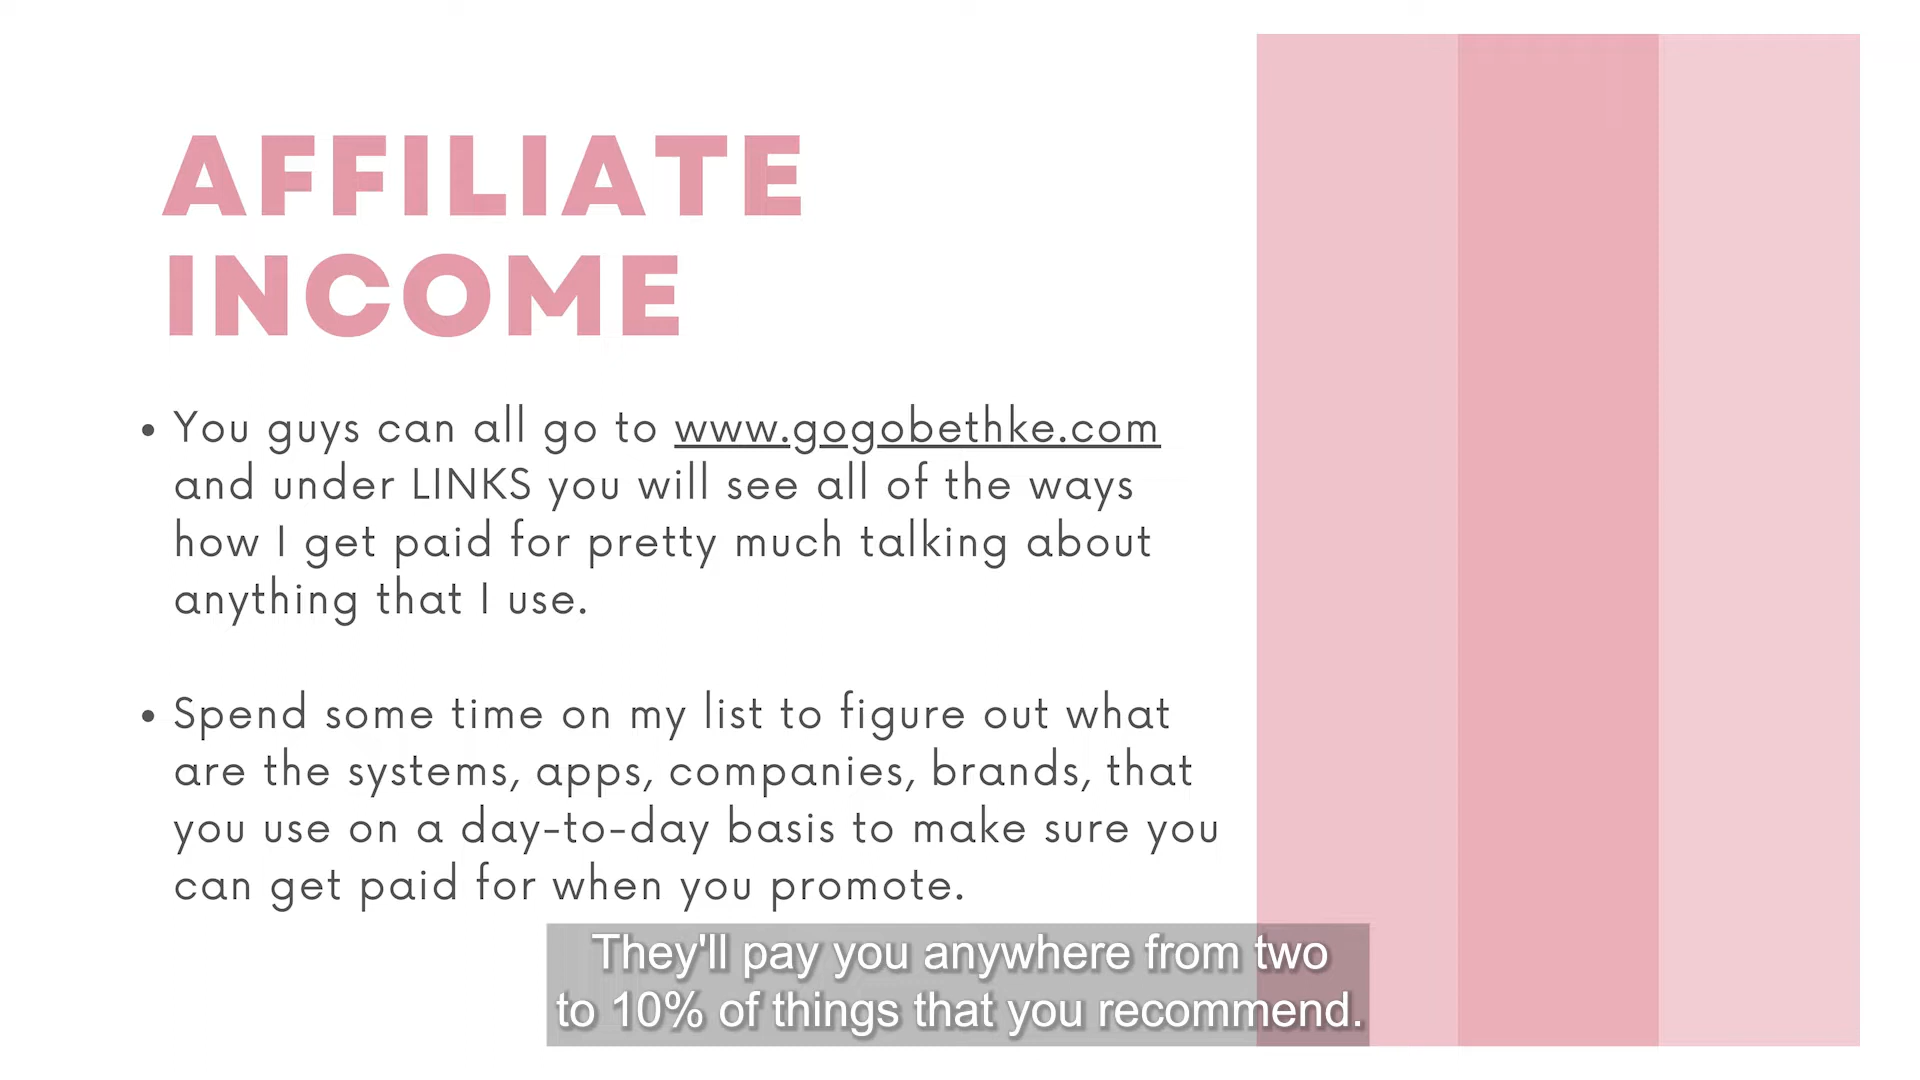 AFFILIATE
INCOME
• You guys can all go to www.gogobethke.com
and under LINKS you will see all of the ways
how I get paid for pretty much talking about
anything that I use.
• Spend some time on my list to figure out what
are the systems, apps, companies, brands, that
you use on a day-to-day basis to make sure you
can get paid for when you promote.
They'll pay you anywhere from two
to 10% of things that you recommend.